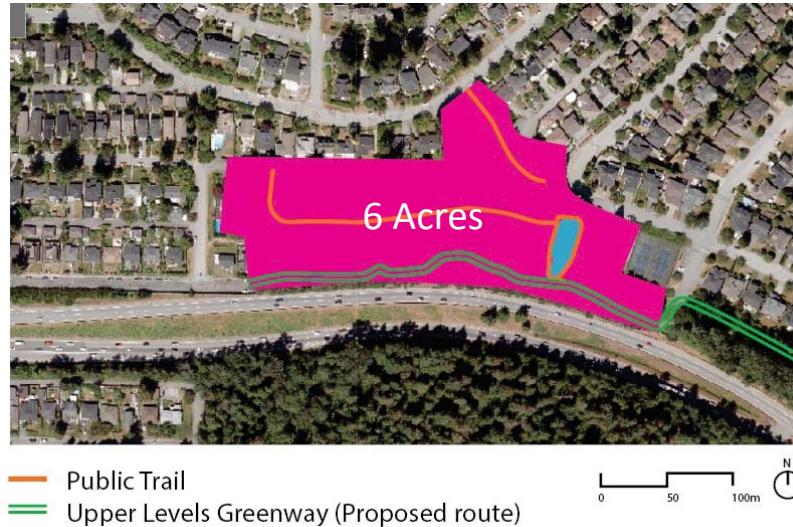 6 Acres
Public Trail
Upper Levels Greenway (Proposed route)
0 50 100m
N